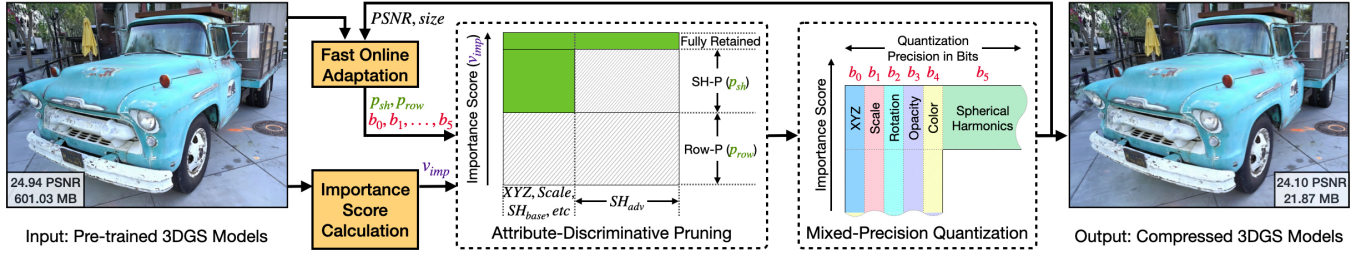 24.94 PSNR
601.03 MB
Input: Pre-trained 3DGS Models
PSNR, size
Fast Online
Adaptation
p_sh, p_row
b_0, b_1, . . . , b_5
Importance
Score
Calculation
v_imp
Importance Score (v_imp)
Fully Retained
SH-P (p_sh)
Row-P (p_row)
XYZ, Scale,
SH_base, etc
SH_adv
Attribute-Discriminative Pruning
Quantization
Precision in Bits
b_0 b_1 b_2 b_3 b_4 b_5
Importance Score
XYZ
Scale
Rotation
Opacity
Color
Spherical
Harmonics
Mixed-Precision Quantization
24.10 PSNR
21.87 MB
Output: Compressed 3DGS Models